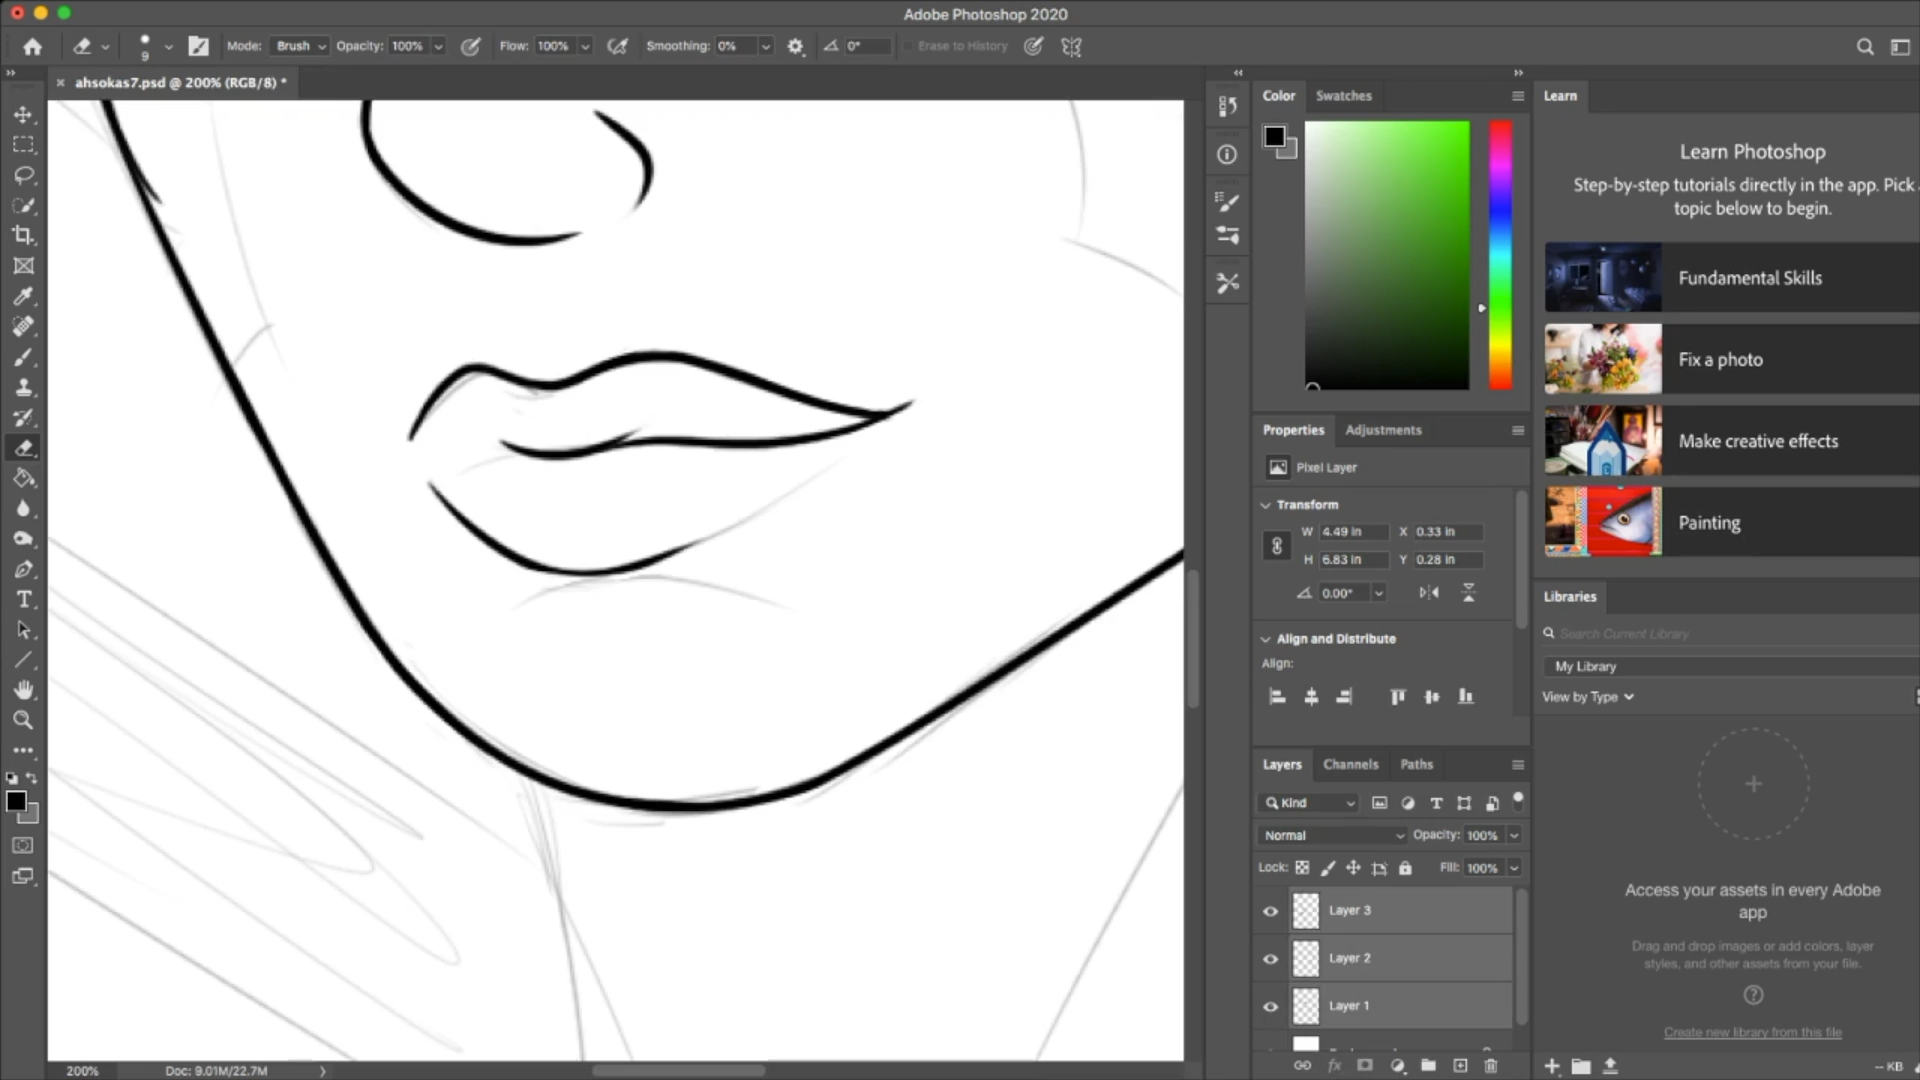 Adobe Photoshop 2020
9
Mode: Brush Opacity: 100% Flow: 100% Smoothing: 0% 0° Erase to History
ahsokas7.psd @ 200% (RGB/8) *
Color Swatches
Learn
Learn Photoshop
Step-by-step tutorials directly in the app. Pick
topic below to begin.
Fundamental Skills
Fix a photo
Make creative effects
Painting
Properties Adjustments
Pixel Layer
Transform
W 4.49 in X 0.33 in
H 6.83 in Y 0.28 in
0.00°
Align and Distribute
Align:
Libraries
Search Current Library
My Library
View by Type
Layers Channels Paths
Kind
Normal Opacity: 100%
Lock: Fill: 100%
Layer 3
Layer 2
Layer 1
Access your assets in every Adobe
app
Drag and drop images or add colors, layer
styles, and other assets from your file.
Create new library from this file
-- KB
200% Doc: 9.01M/22.7M